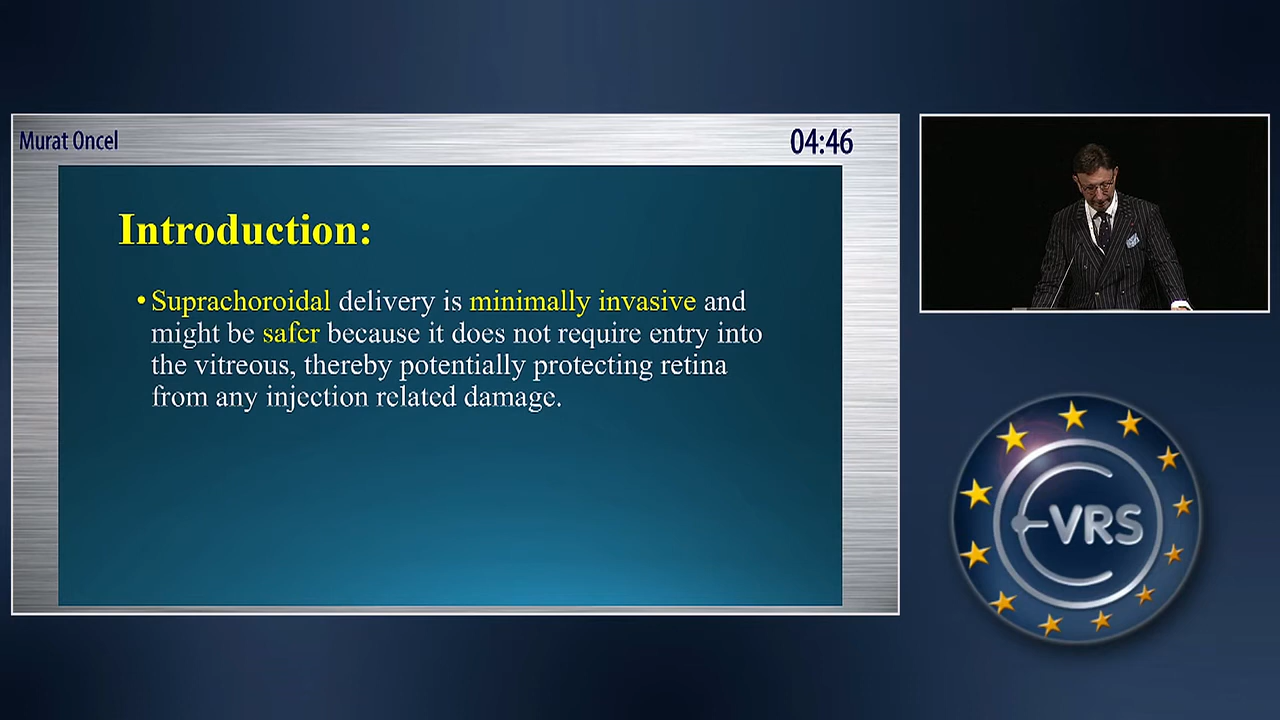 Murat Oncel
04:46
Introduction:
• Suprachoroidal delivery is minimally invasive and
might be safer because it does not require entry into
the vitreous, thereby potentially protecting retina
from any injection related damage.
E-VRS